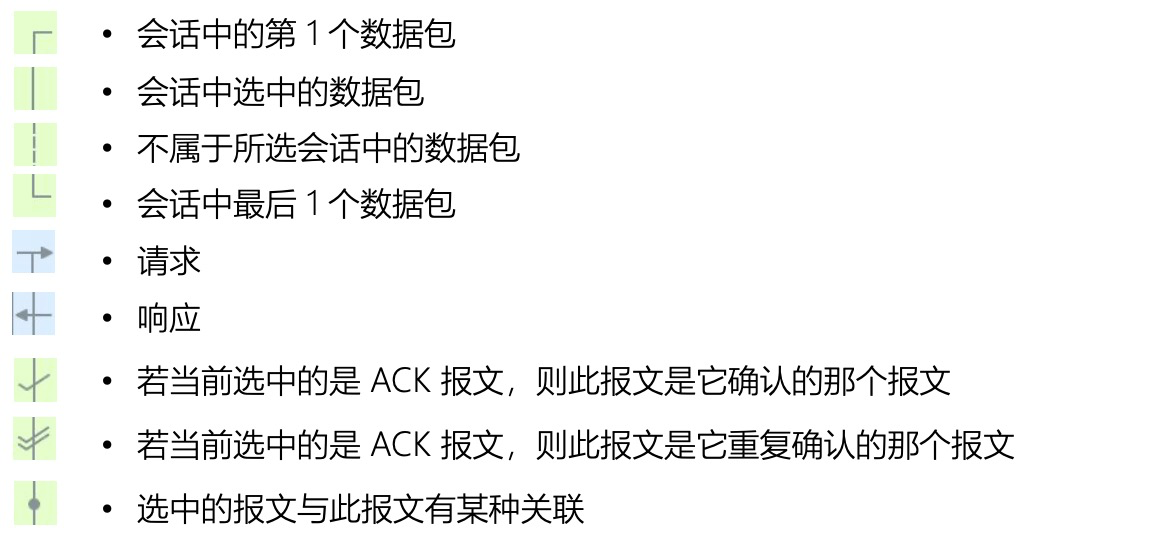 • 会话中的第 1 个数据包
• 会话中选中的数据包
• 不属于所选会话中的数据包
• 会话中最后 1 个数据包
• 请求
• 响应
• 若当前选中的是 ACK 报文，则此报文是它确认的那个报文
• 若当前选中的是 ACK 报文，则此报文是它重复确认的那个报文
• 选中的报文与此报文有某种关联